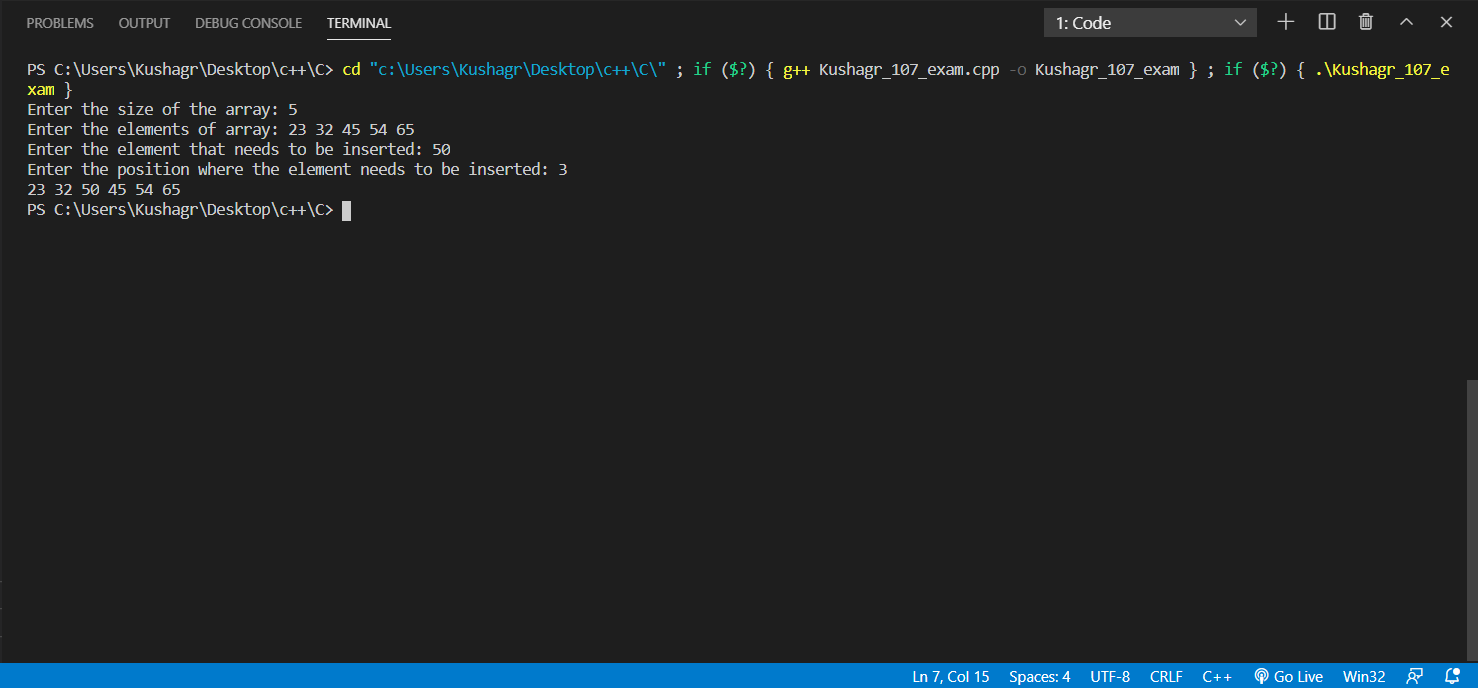 PROBLEMS OUTPUT DEBUG CONSOLE TERMINAL 1: Code
PS C:\Users\Kushagr\Desktop\c++\C> cd "c:\Users\Kushagr\Desktop\c++\C\" ; if ($?) { g++ Kushagr_107_exam.cpp -o Kushagr_107_exam } ; if ($?) { .\Kushagr_107_e
xam }
Enter the size of the array: 5
Enter the elements of array: 23 32 45 54 65
Enter the element that needs to be inserted: 50
Enter the position where the element needs to be inserted: 3
23 32 50 45 54 65
PS C:\Users\Kushagr\Desktop\c++\C>
Ln 7, Col 15 Spaces: 4 UTF-8 CRLF C++ Go Live Win32